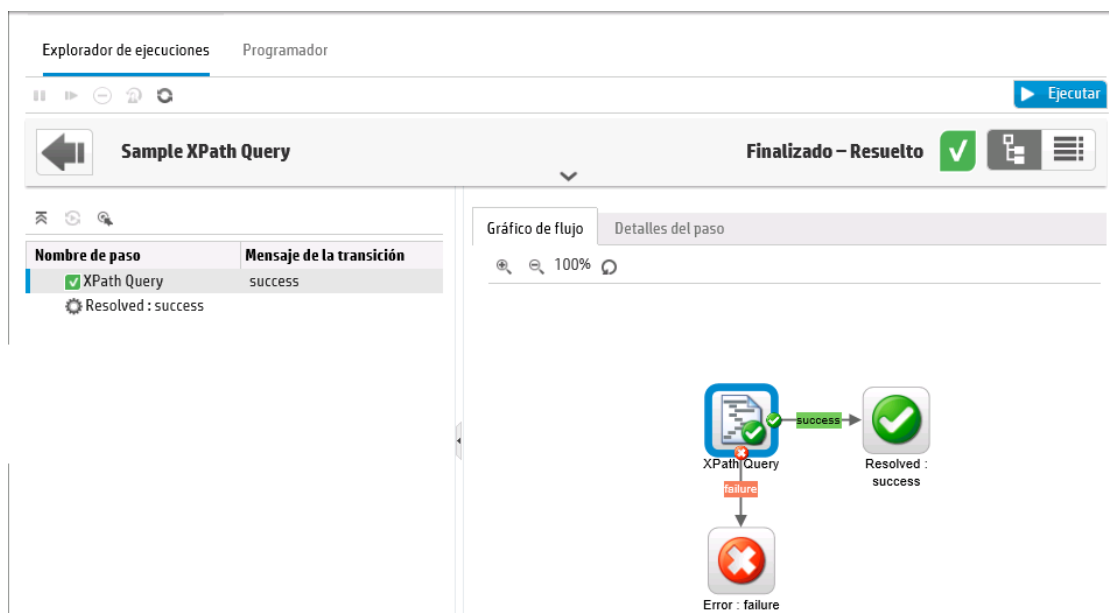 Explorador de ejecuciones Programador
Ejecutar
Sample XPath Query Finalizado – Resuelto
Nombre de paso Mensaje de la transición
XPath Query success
Resolved : success
Gráfico de flujo Detalles del paso
100%
success
XPath Query
Resolved :
success
failure
Error : failure